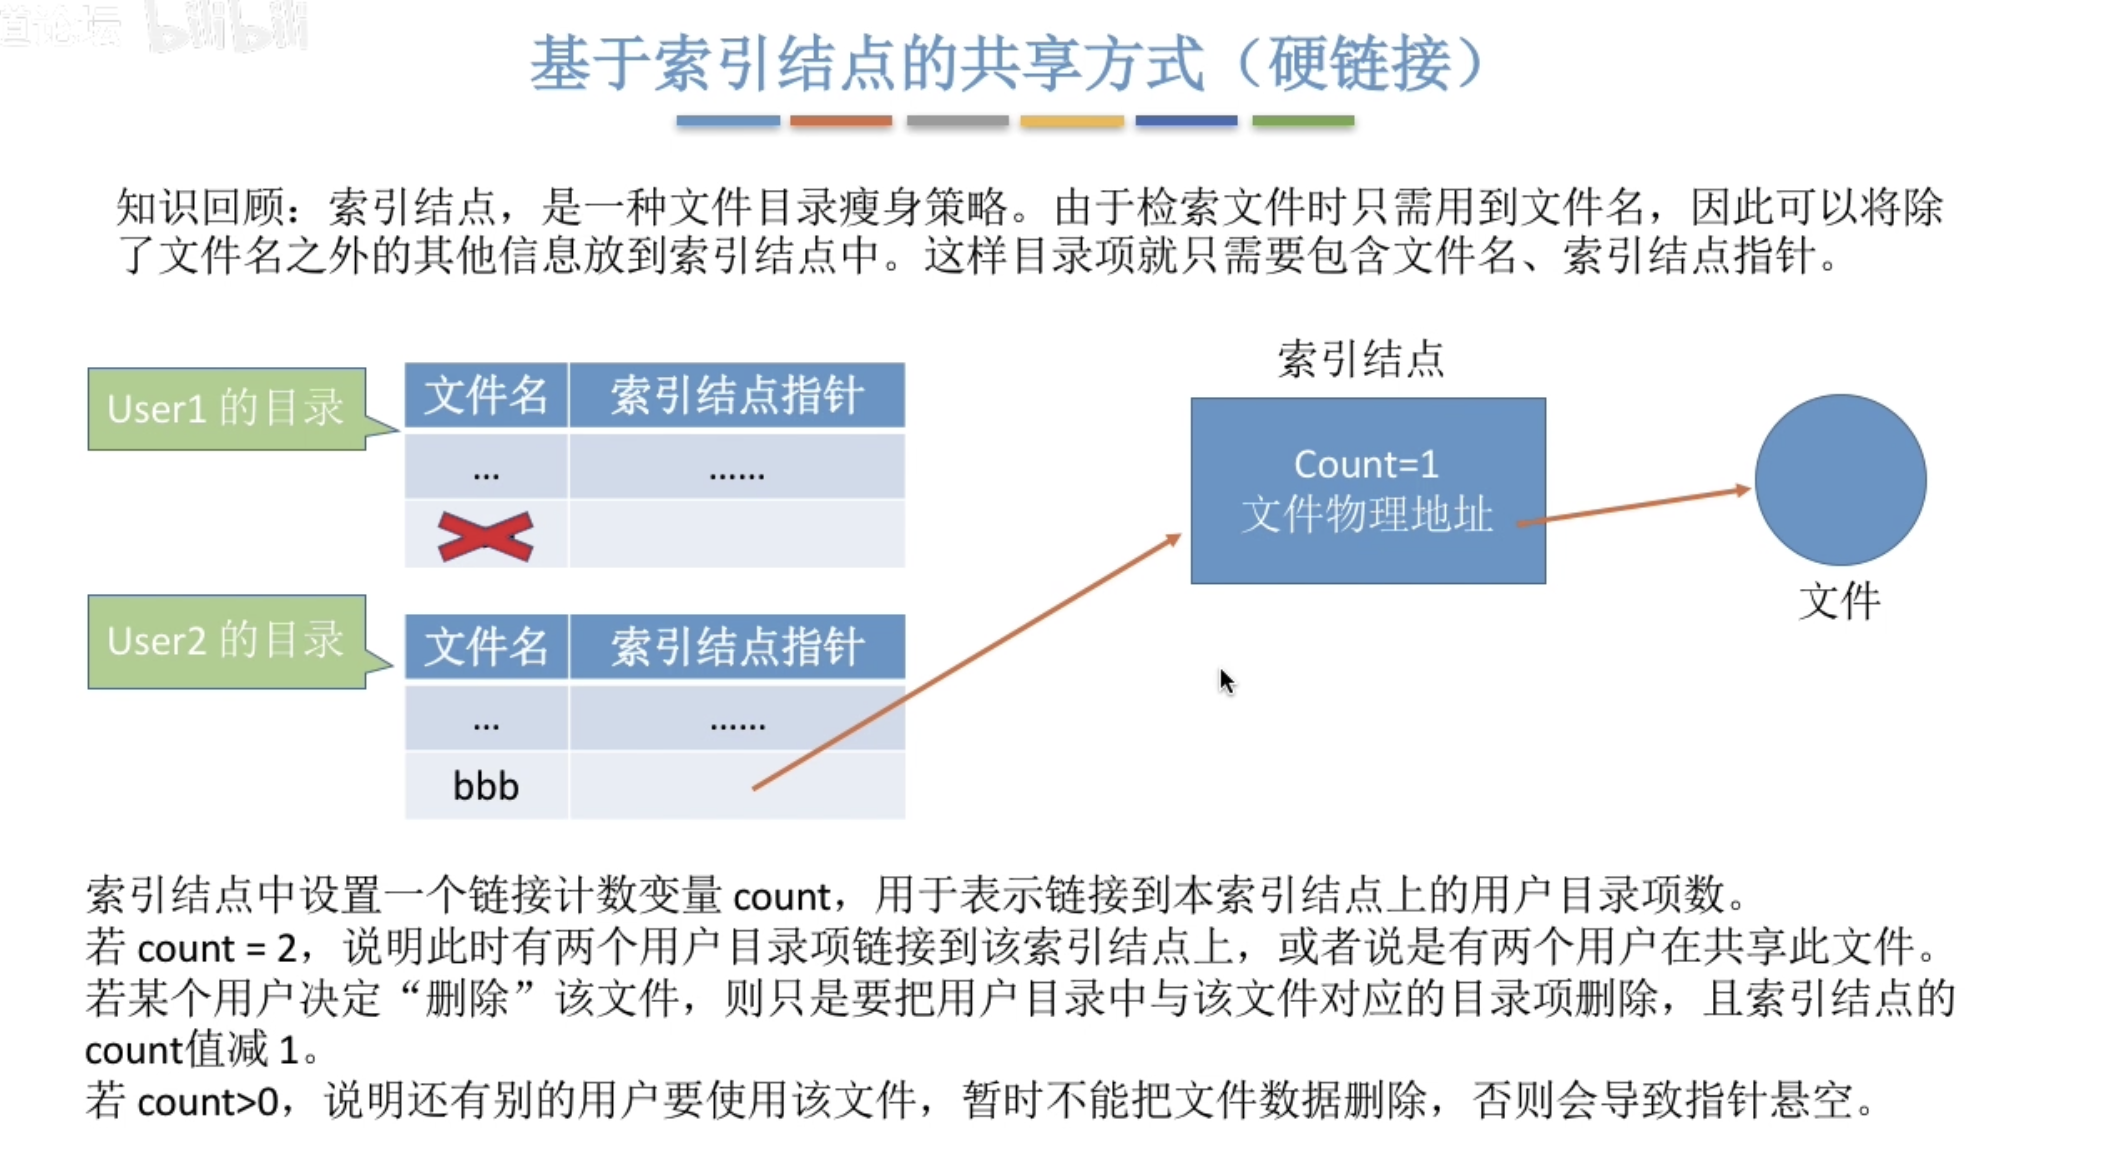 道论坛 bilibili
基于索引结点的共享方式（硬链接）
知识回顾：索引结点，是一种文件目录瘦身策略。由于检索文件时只需用到文件名，因此可以将除
了文件名之外的其他信息放到索引结点中。这样目录项就只需要包含文件名、索引结点指针。
User1 的目录
文件名 索引结点指针
... ......
User2 的目录
文件名 索引结点指针
... ......
bbb
索引结点
Count=1
文件物理地址
文件
索引结点中设置一个链接计数变量 count，用于表示链接到本索引结点上的用户目录项数。
若 count = 2，说明此时有两个用户目录项链接到该索引结点上，或者说是有两个用户在共享此文件。
若某个用户决定“删除”该文件，则只是要把用户目录中与该文件对应的目录项删除，且索引结点的
count值减 1。
若 count>0，说明还有别的用户要使用该文件，暂时不能把文件数据删除，否则会导致指针悬空。